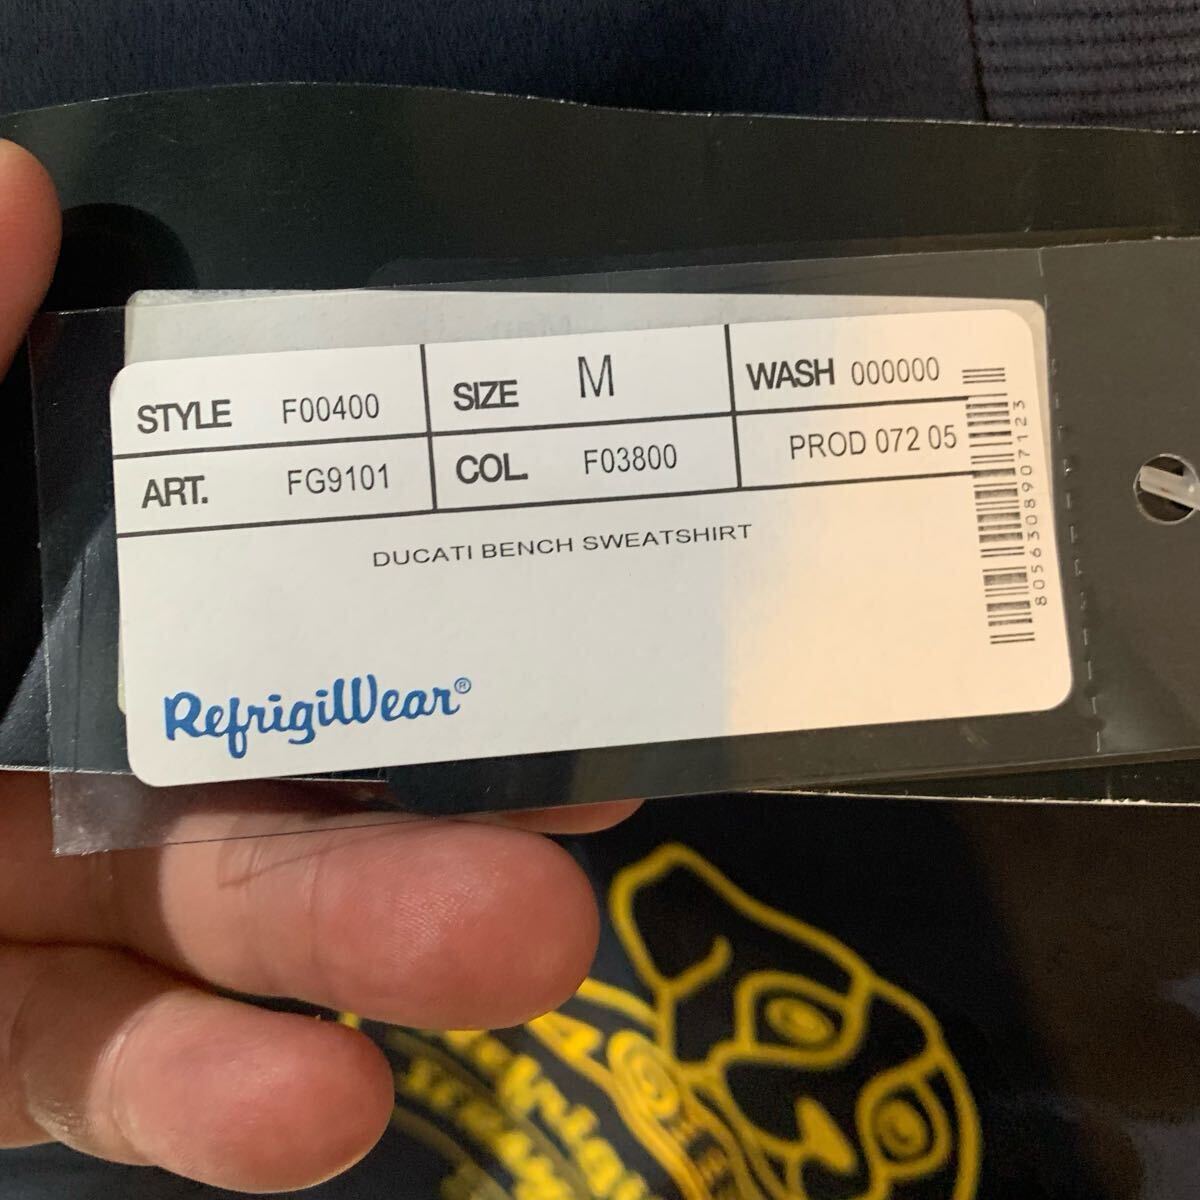 STYLE F00400 SIZE M WASH 000000
ART. FG9101 COL. F03800 PROD 072 05
DUCATI BENCH SWEATSHIRT
8056308907123
RefrigiWear®